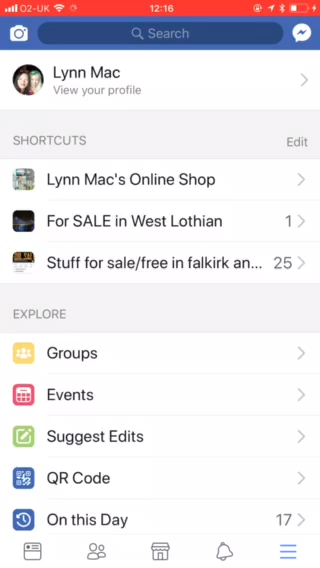 O2-UK 12:16
Search
Lynn Mac
View your profile
SHORTCUTS Edit
Lynn Mac's Online Shop
For SALE in West Lothian 1
Stuff for sale/free in falkirk an... 25
EXPLORE
Groups
Events
Suggest Edits
QR Code
On this Day 17